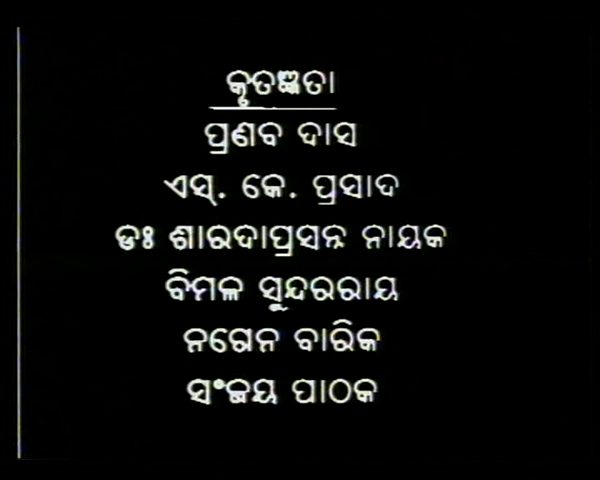 କୃତଜ୍ଞତା
ପ୍ରଣବ ଦାସ
ଏସ୍. କେ. ପ୍ରସାଦ
ଡଃ ଶାରଦାପ୍ରସନ୍ନ ନାୟକ
ବିମଳ ସୁନ୍ଦରରାୟ
ନଗେନ ବାରିକ
ସଂଜୟ ପାଠକ